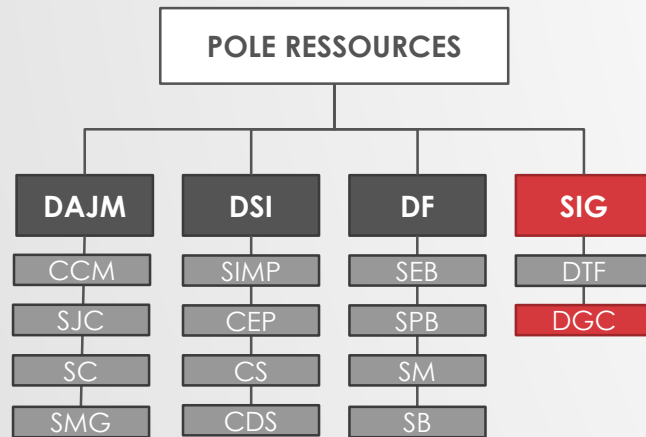 POLE RESSOURCES
DAJM
DSI
DF
SIG
CCM
SIMP
SEB
DTF
SJC
CEP
SPB
DGC
SC
CS
SM
SMG
CDS
SB